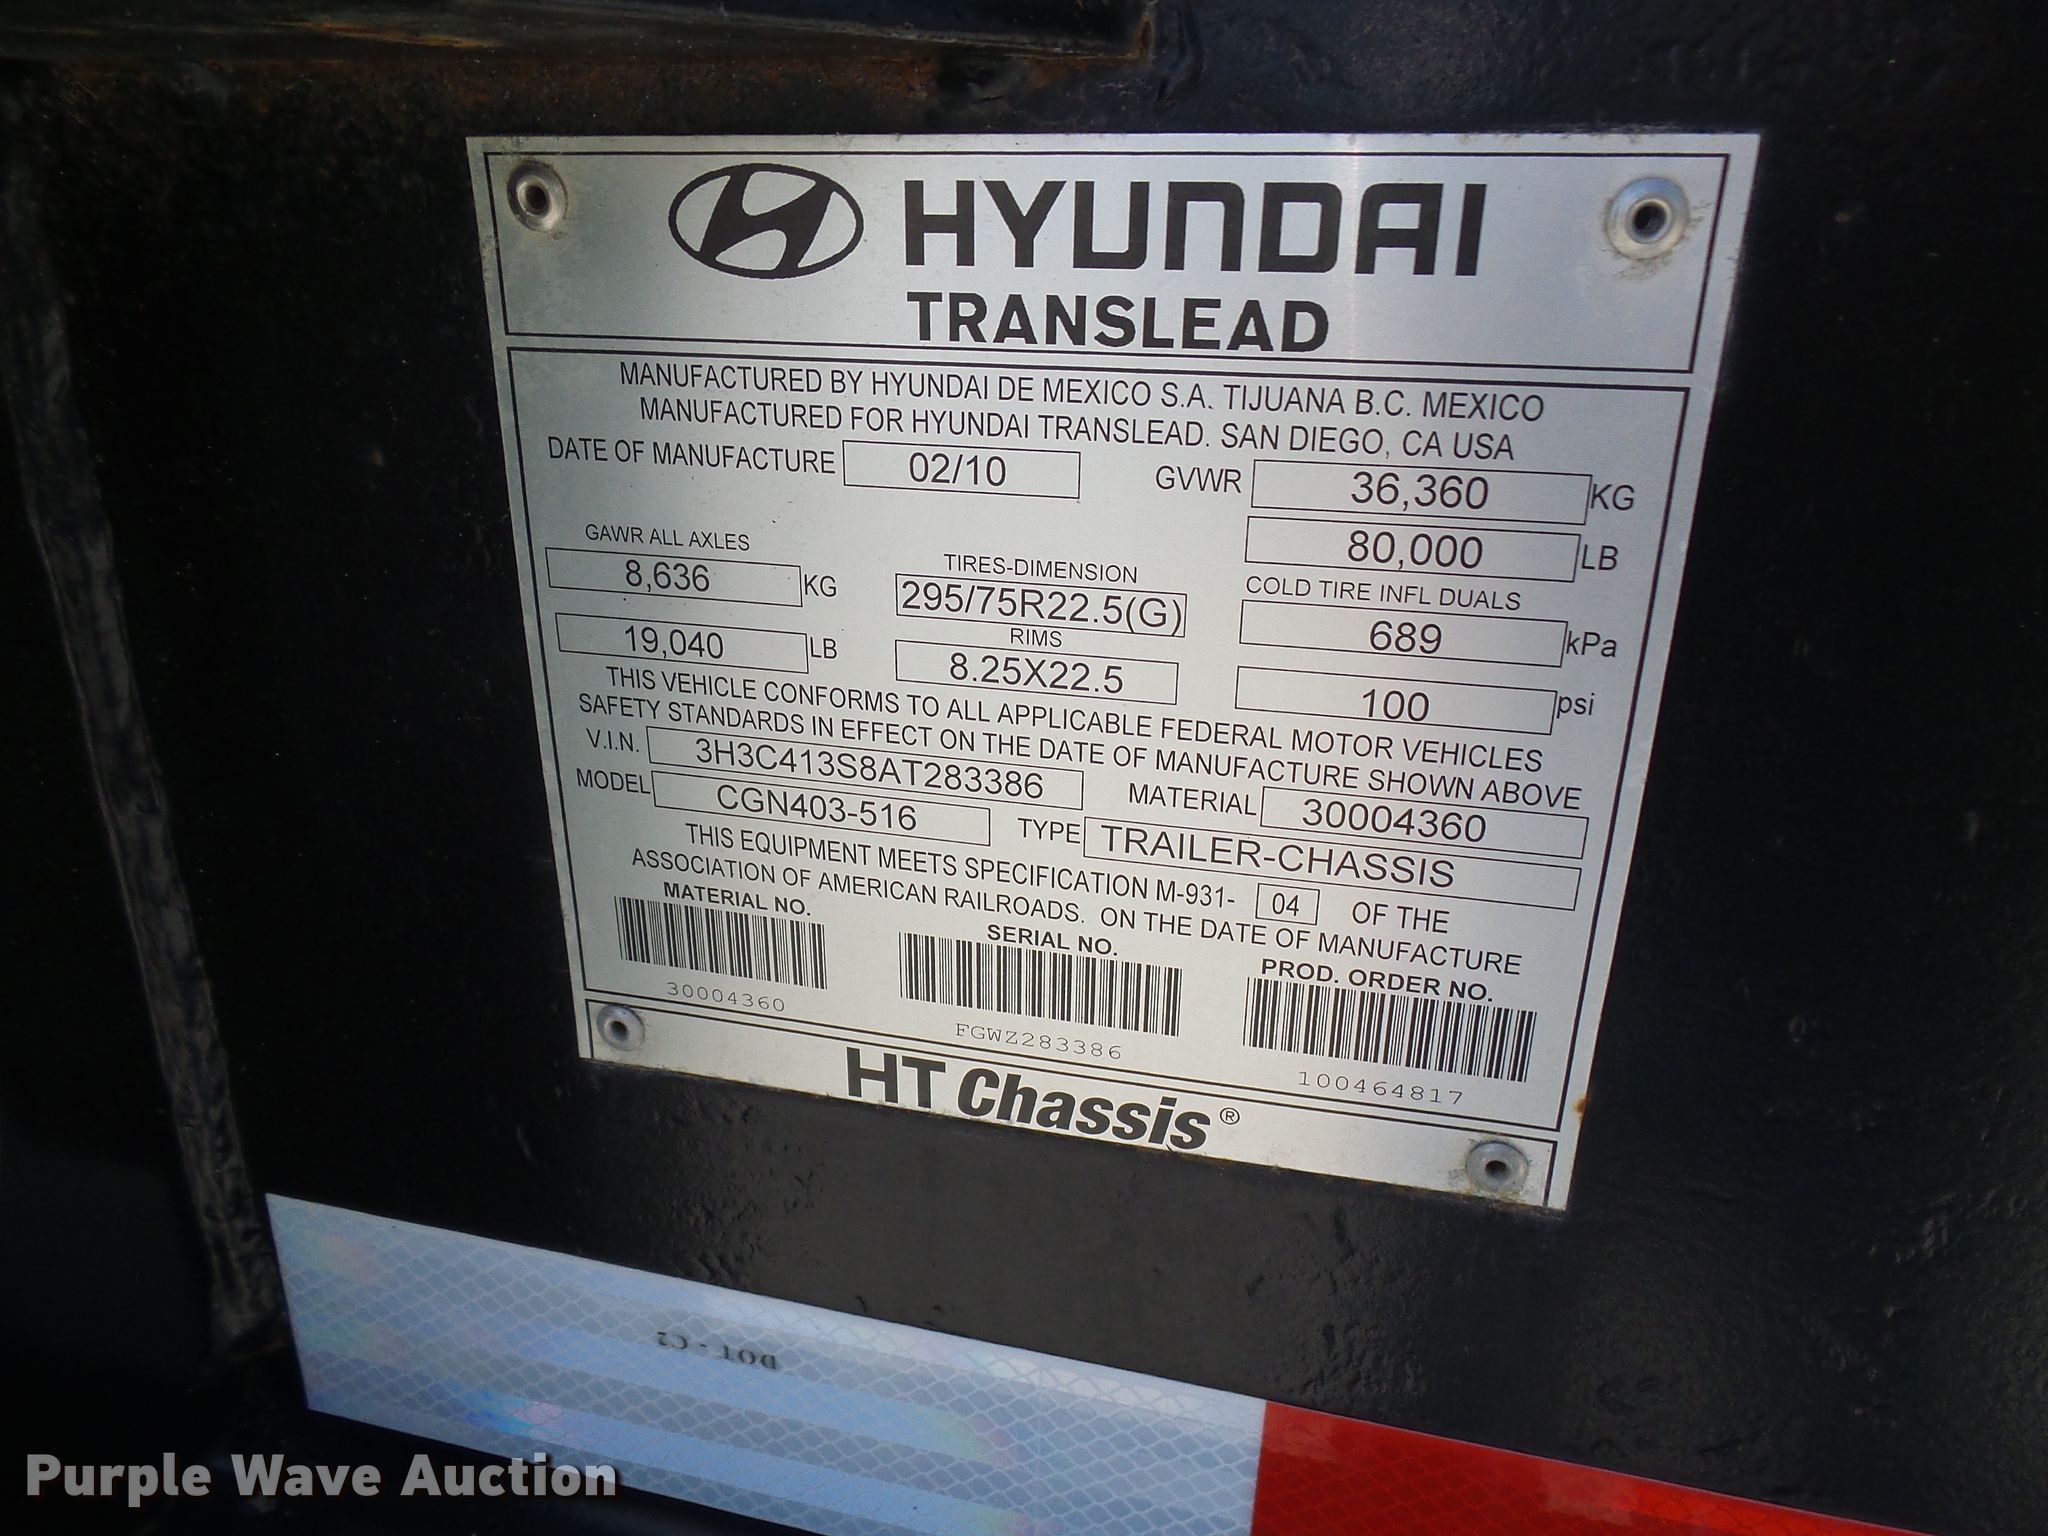 HYUNDAI
TRANSLEAD
MANUFACTURED BY HYUNDAI DE MEXICO S.A. TIJUANA B.C. MEXICO
MANUFACTURED FOR HYUNDAI TRANSLEAD. SAN DIEGO, CA USA
DATE OF MANUFACTURE 02/10 GVWR 36,360 KG
80,000 LB
GAWR ALL AXLES TIRES-DIMENSION COLD TIRE INFL DUALS
8,636 KG 295/75R22.5(G) 689 kPa
RIMS
19,040 LB 8.25X22.5 100 psi
THIS VEHICLE CONFORMS TO ALL APPLICABLE FEDERAL MOTOR VEHICLES
SAFETY STANDARDS IN EFFECT ON THE DATE OF MANUFACTURE SHOWN ABOVE
V.I.N. 3H3C413S8AT283386 MATERIAL 30004360
MODEL CGN403-516 TYPE TRAILER-CHASSIS
THIS EQUIPMENT MEETS SPECIFICATION M-931- 04 OF THE
ASSOCIATION OF AMERICAN RAILROADS. ON THE DATE OF MANUFACTURE
MATERIAL NO. SERIAL NO. PROD. ORDER NO.
30004360 FGWZ283386 100464817
HT Chassis®
DOT - C2
Purple Wave Auction